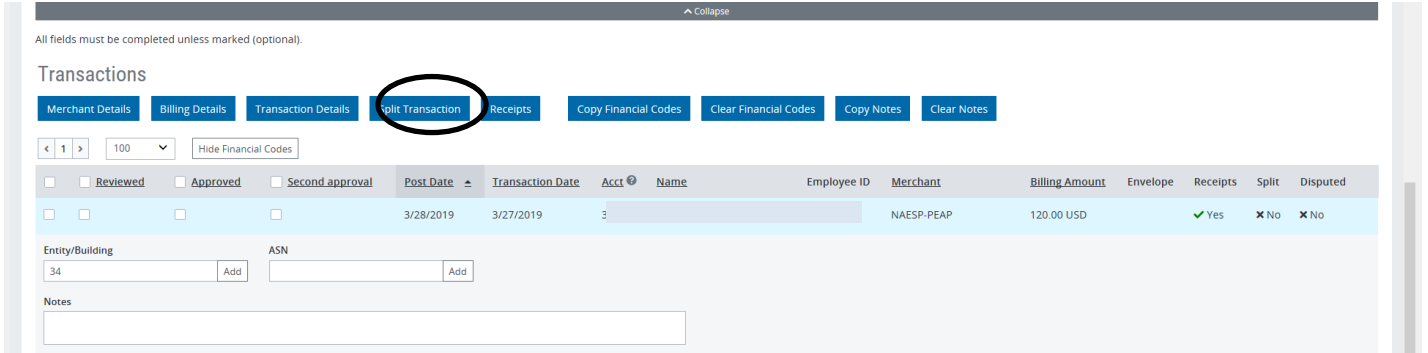 Collapse
All fields must be completed unless marked (optional).
Transactions
Merchant Details Billing Details Transaction Details Split Transaction Receipts Copy Financial Codes Clear Financial Codes Copy Notes Clear Notes
< 1 > 100 Hide Financial Codes
Reviewed Approved Second approval Post Date Transaction Date Acct Name Employee ID Merchant Billing Amount Envelope Receipts Split Disputed
3/28/2019 3/27/2019 3 NAESP-PEAP 120.00 USD Yes No No
Entity/Building ASN
34 Add Add
Notes